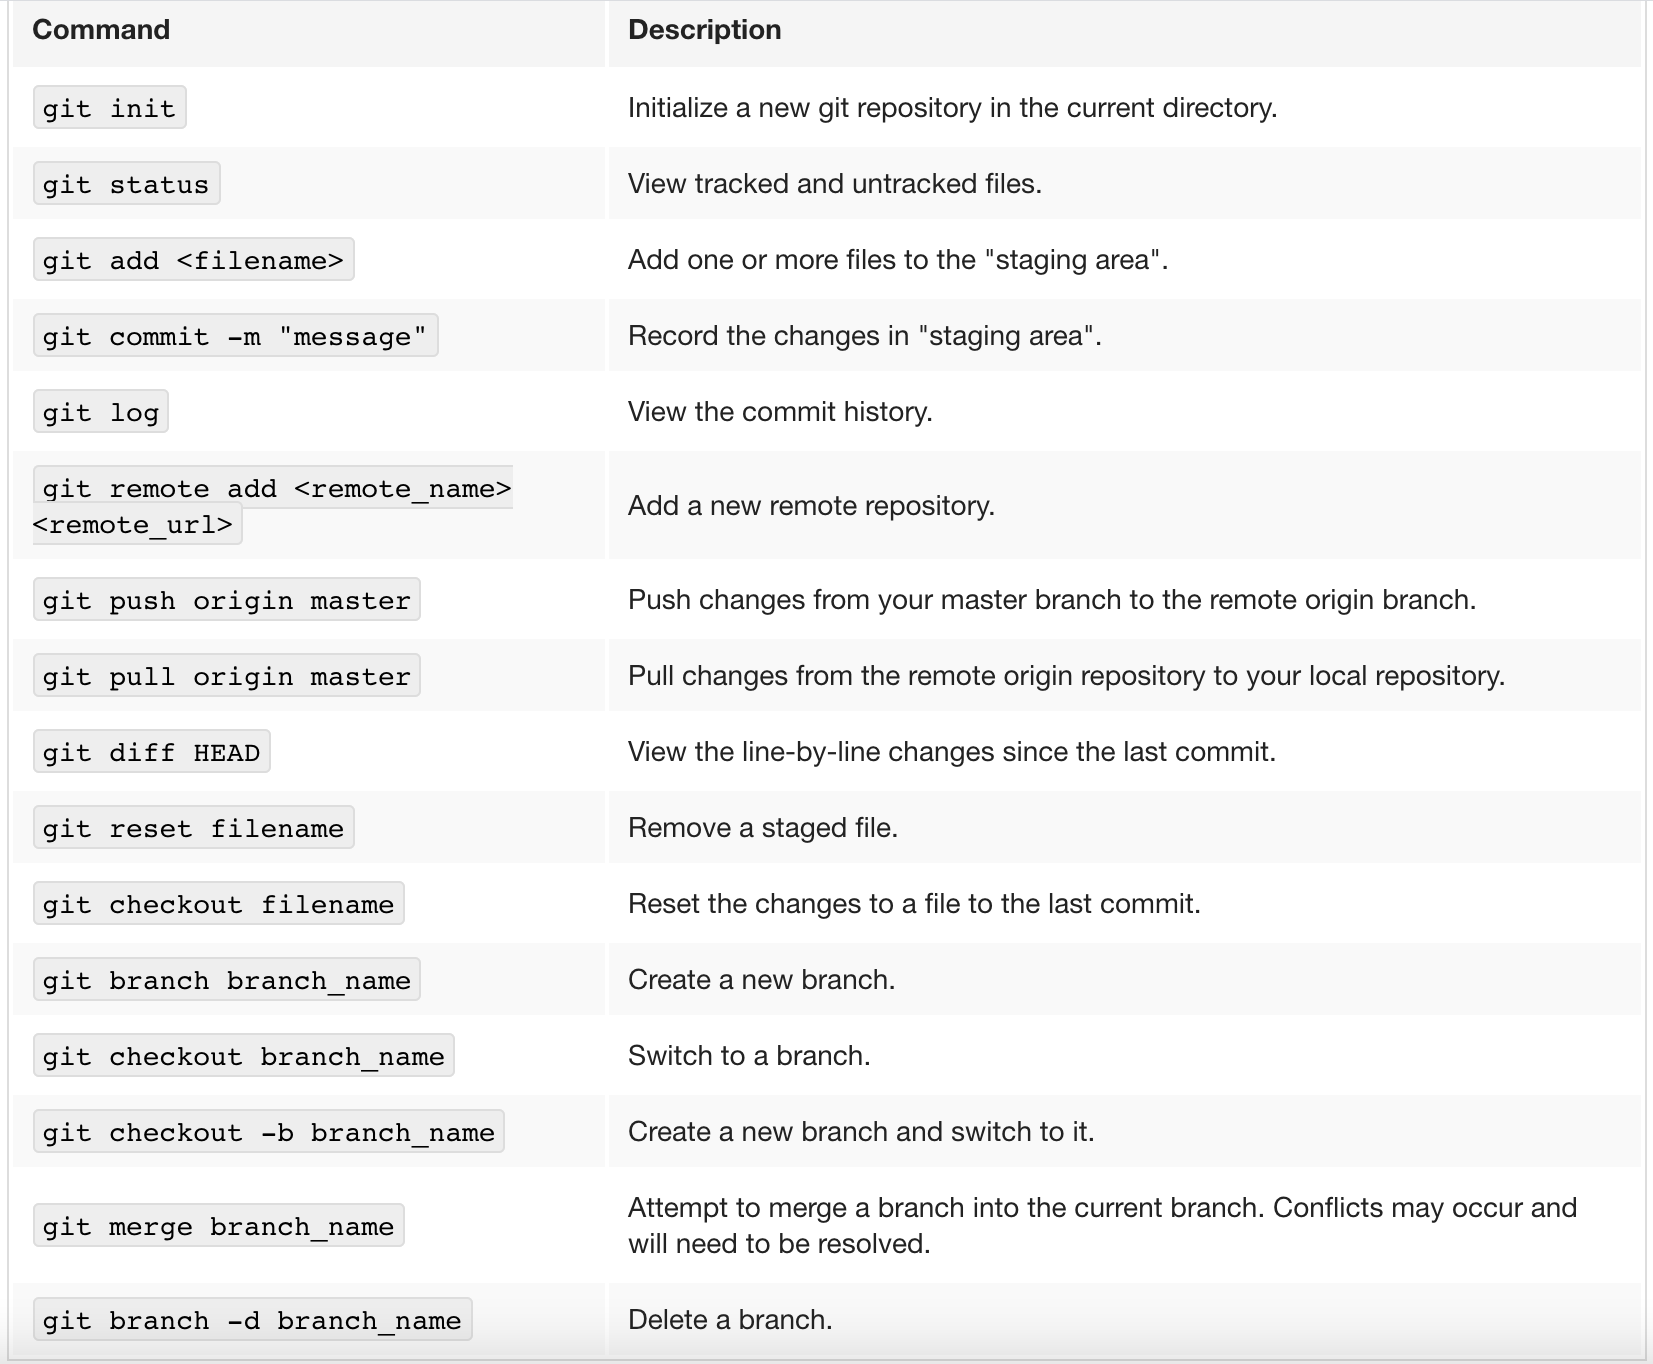 Command Description
git init Initialize a new git repository in the current directory.
git status View tracked and untracked files.
git add <filename> Add one or more files to the "staging area".
git commit -m "message" Record the changes in "staging area".
git log View the commit history.
git remote add <remote_name>
<remote_url> Add a new remote repository.
git push origin master Push changes from your master branch to the remote origin branch.
git pull origin master Pull changes from the remote origin repository to your local repository.
git diff HEAD View the line-by-line changes since the last commit.
git reset filename Remove a staged file.
git checkout filename Reset the changes to a file to the last commit.
git branch branch_name Create a new branch.
git checkout branch_name Switch to a branch.
git checkout -b branch_name Create a new branch and switch to it.
git merge branch_name Attempt to merge a branch into the current branch. Conflicts may occur and
will need to be resolved.
git branch -d branch_name Delete a branch.